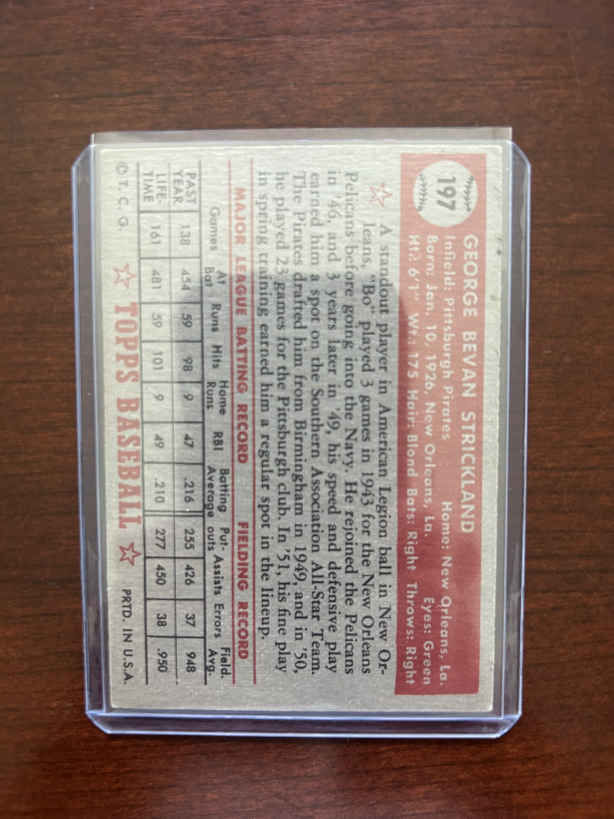 197
GEORGE BEVAN STRICKLAND
Infield: Pittsburgh Pirates Home: New Orleans, La.
Born: Jan. 10, 1926, New Orleans, La. Eyes: Green
Ht.: 6'1" Wt.: 175 Hair: Blond Bats: Right Throws: Right
A standout player in American Legion ball in New Or-
leans, "Bo" played 3 games in 1943 for the New Orleans
Pelicans before going into the Navy. He rejoined the Pelicans
in '46, and 3 years later in '49, his speed and defensive play
earned him a spot on the Southern Association All-Star Team.
The Pirates drafted him from Birmingham in 1949, and in '50,
he played 23 games for the Pittsburgh club. In '51, his fine play
in spring training earned him a regular spot in the lineup.
MAJOR LEAGUE BATTING RECORD FIELDING RECORD
Games At Bat Runs Hits Home Runs RBI Batting Average Put-outs Assists Errors Field. Avg.
PAST YEAR 138 454 59 98 9 47 .216 255 426 37 .948
LIFE-TIME 161 481 59 101 9 49 .210 277 450 38 .950
© T. C. G. TOPPS BASEBALL PRTD. IN U.S.A.